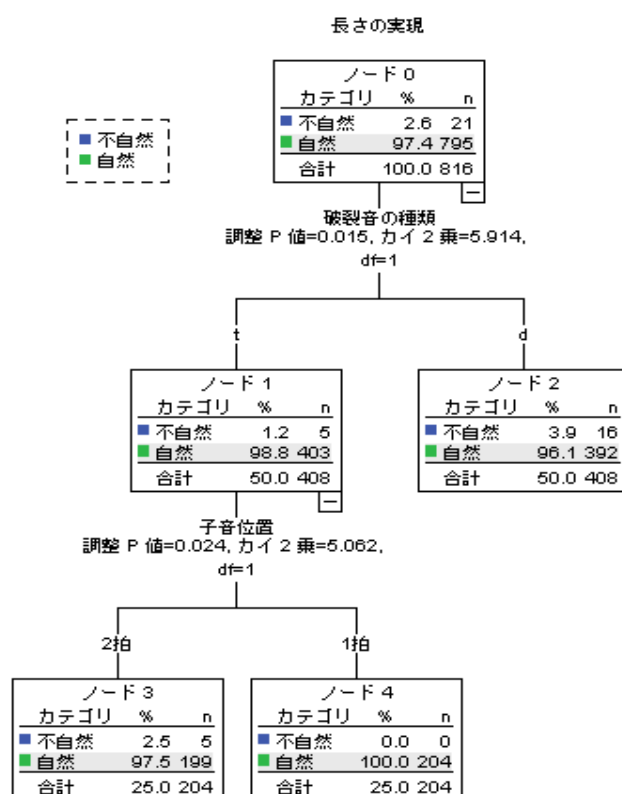 長さの実現
不自然
自然
ノード 0
カテゴリ % n
不自然 2.6 21
自然 97.4 795
合計 100.0 816
破裂音の種類
調整 P 値=0.015, カイ 2 乗=5.914,
df=1
t
d
ノード 1
カテゴリ % n
不自然 1.2 5
自然 98.8 403
合計 50.0 408
ノード 2
カテゴリ % n
不自然 3.9 16
自然 96.1 392
合計 50.0 408
子音位置
調整 P 値=0.024, カイ 2 乗=5.062,
df=1
2拍
1拍
ノード 3
カテゴリ % n
不自然 2.5 5
自然 97.5 199
合計 25.0 204
ノード 4
カテゴリ % n
不自然 0.0 0
自然 100.0 204
合計 25.0 204